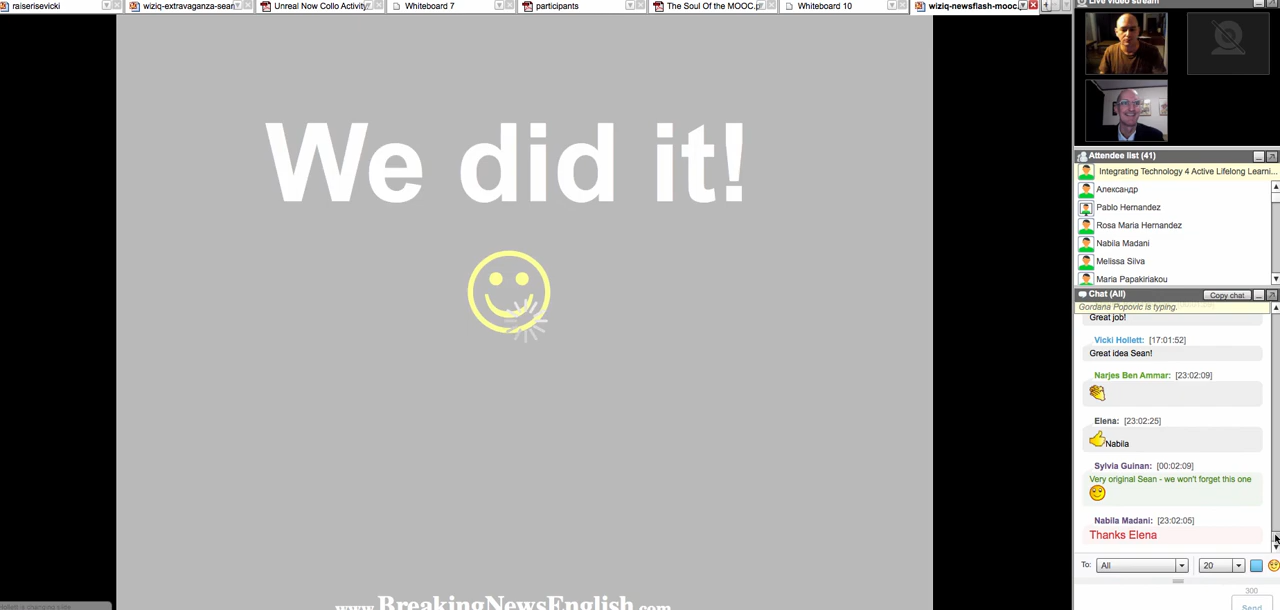 raiserisevicki
wiziq-extravaganza-sean
Unreal Now Collo Activity
Whiteboard 7
participants
The Soul Of the MOOC.p
Whiteboard 10
wiziq-newsflash-mooc.
Live video stream
We did it!
www.BreakingNewsEnglish.com
Attendee list (41)
Integrating Technology 4 Active Lifelong Learni...
Александр
Pablo Hernandez
Rosa Maria Hernandez
Nabila Madani
Melissa Silva
Maria Papakiriakou
Chat (All)
Copy chat
Gordana Popovic is typing.
Great job!
Vicki Hollett: [17:01:52]
Great idea Sean!
Narjes Ben Ammar: [23:02:09]
Elena: [23:02:25]
Nabila
Sylvia Guinan: [00:02:09]
Very original Sean - we won't forget this one
Nabila Madani: [23:02:05]
Thanks Elena
To: All
20
300
Send